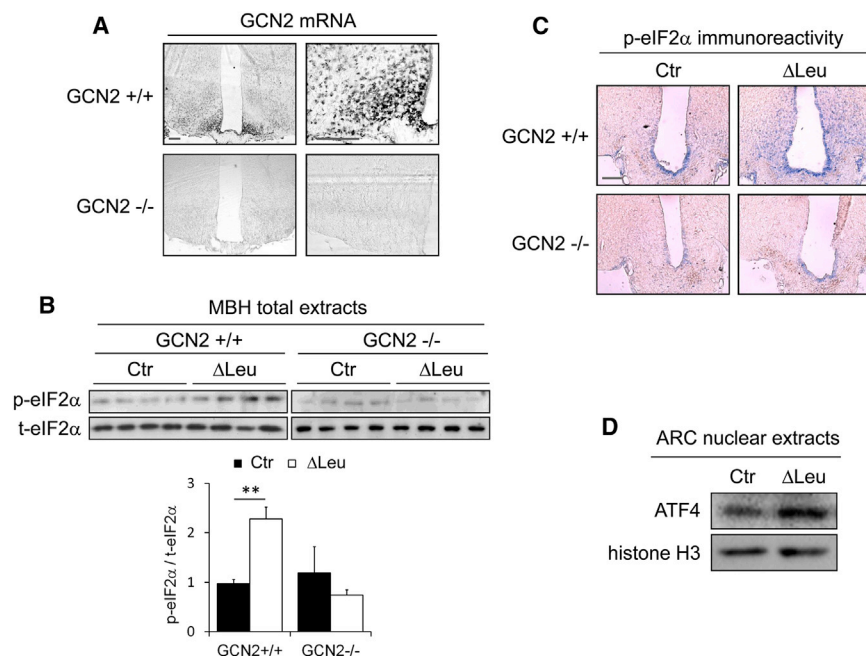 A
GCN2 mRNA
GCN2 +/+
GCN2 -/-
B
MBH total extracts
GCN2 +/+ GCN2 -/-
Ctr ΔLeu Ctr ΔLeu
p-eIF2α
t-eIF2α
Ctr ΔLeu
p-eIF2α / t-eIF2α
3
2
1
0
**
GCN2+/+ GCN2-/-
C
p-eIF2α immunoreactivity
Ctr ΔLeu
GCN2 +/+
GCN2 -/-
D
ARC nuclear extracts
Ctr ΔLeu
ATF4
histone H3